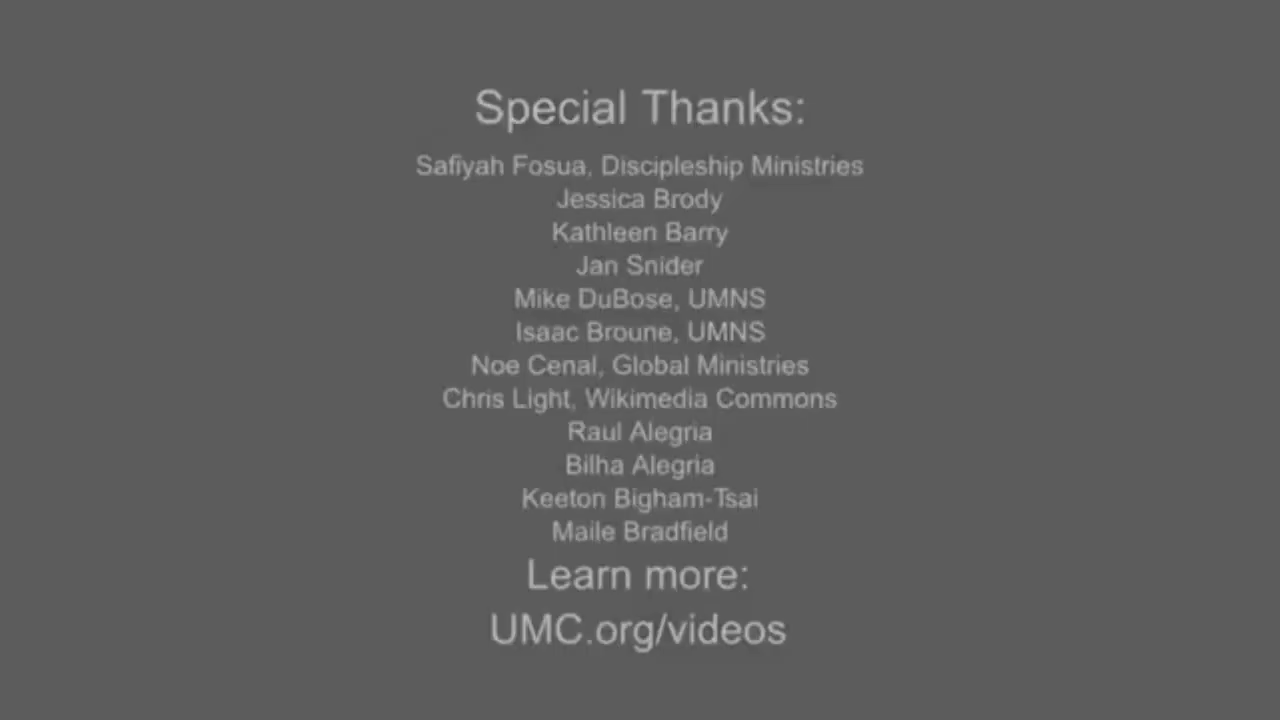 Special Thanks:
Safiyah Fosua, Discipleship Ministries
Jessica Brody
Kathleen Barry
Jan Snider
Mike DuBose, UMNS
Isaac Broune, UMNS
Noe Cenal, Global Ministries
Chris Light, Wikimedia Commons
Raul Alegria
Bilha Alegria
Keeton Bigham-Tsai
Maile Bradfield
Learn more:
UMC.org/videos